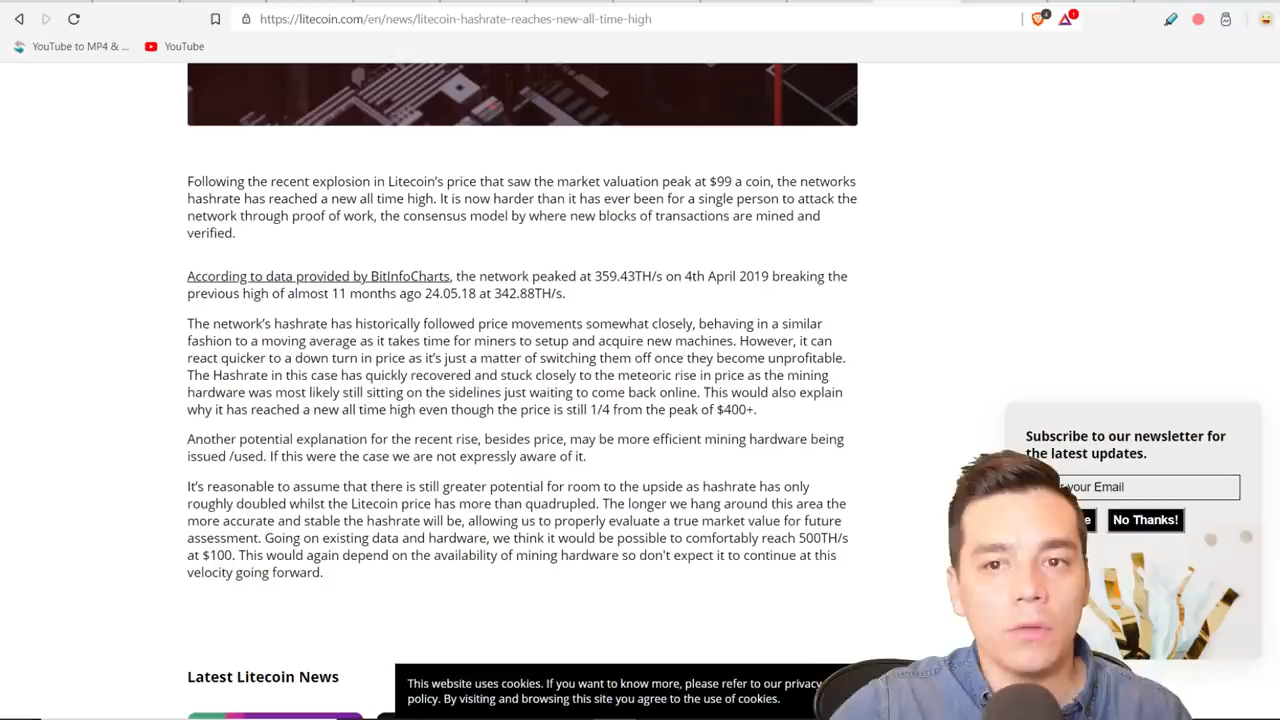 https://litecoin.com/en/news/litecoin-hashrate-reaches-new-all-time-high
4
1
YouTube to MP4 & ...
YouTube
Following the recent explosion in Litecoin’s price that saw the market valuation peak at $99 a coin, the networks
hashrate has reached a new all time high. It is now harder than it has ever been for a single person to attack the
network through proof of work, the consensus model by where new blocks of transactions are mined and
verified.
According to data provided by BitInfoCharts, the network peaked at 359.43TH/s on 4th April 2019 breaking the
previous high of almost 11 months ago 24.05.18 at 342.88TH/s.
The network’s hashrate has historically followed price movements somewhat closely, behaving in a similar
fashion to a moving average as it takes time for miners to setup and acquire new machines. However, it can
react quicker to a down turn in price as it’s just a matter of switching them off once they become unprofitable.
The Hashrate in this case has quickly recovered and stuck closely to the meteoric rise in price as the mining
hardware was most likely still sitting on the sidelines just waiting to come back online. This would also explain
why it has reached a new all time high even though the price is still 1/4 from the peak of $400+.
Another potential explanation for the recent rise, besides price, may be more efficient mining hardware being
issued /used. If this were the case we are not expressly aware of it.
It’s reasonable to assume that there is still greater potential for room to the upside as hashrate has only
roughly doubled whilst the Litecoin price has more than quadrupled. The longer we hang around this area the
more accurate and stable the hashrate will be, allowing us to properly evaluate a true market value for future
assessment. Going on existing data and hardware, we think it would be possible to comfortably reach 500TH/s
at $100. This would again depend on the availability of mining hardware so don't expect it to continue at this
velocity going forward.
Subscribe to our newsletter for
the latest updates.
your Email
No Thanks!
Latest Litecoin News
This website uses cookies. If you want to know more, please refer to our privacy
policy. By visiting and browsing this site you agree to the use of cookies.